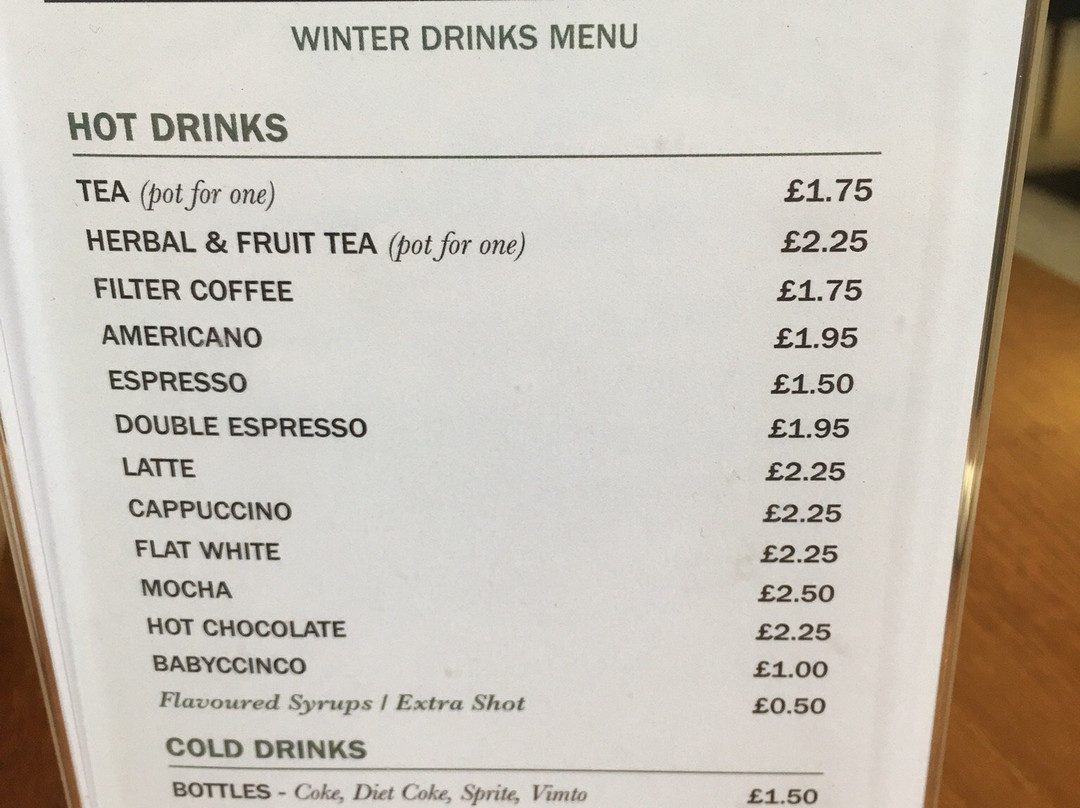 WINTER DRINKS MENU
HOT DRINKS
TEA (pot for one) £1.75
HERBAL & FRUIT TEA (pot for one) £2.25
FILTER COFFEE £1.75
AMERICANO £1.95
ESPRESSO £1.50
DOUBLE ESPRESSO £1.95
LATTE £2.25
CAPPUCCINO £2.25
FLAT WHITE £2.25
MOCHA £2.50
HOT CHOCOLATE £2.25
BABYCCINCO £1.00
Flavoured Syrups / Extra Shot £0.50
COLD DRINKS
BOTTLES - Coke, Diet Coke, Sprite, Vimto £1.50